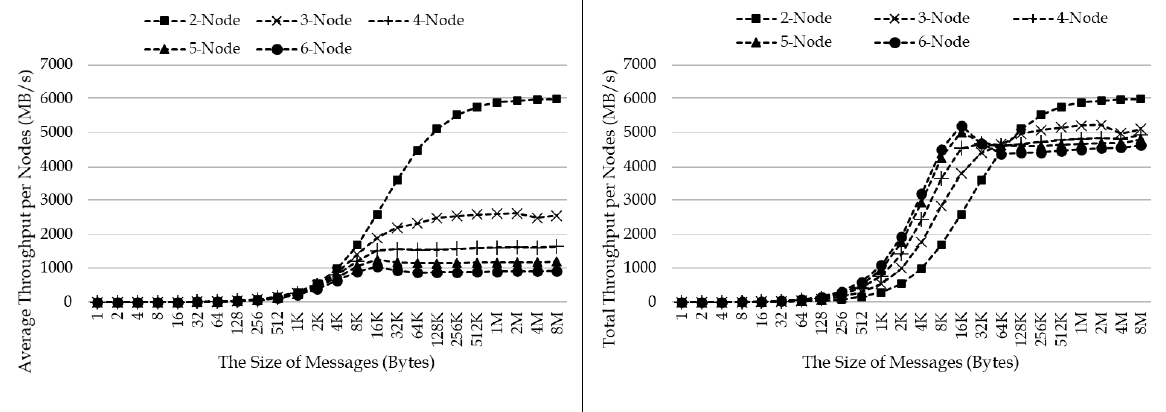 2-Node 3-Node 4-Node
5-Node 6-Node
Average Throughput per Nodes (MB/s)
7000
6000
5000
4000
3000
2000
1000
0
1 2 4 8 16 32 64 128 256 512 1K 2K 4K 8K 16K 32K 64K 128K 256K 512K 1M 2M 4M 8M
The Size of Messages (Bytes)
2-Node 3-Node 4-Node
5-Node 6-Node
Total Throughput per Nodes (MB/s)
7000
6000
5000
4000
3000
2000
1000
0
1 2 4 8 16 32 64 128 256 512 1K 2K 4K 8K 16K 32K 64K 128K 256K 512K 1M 2M 4M 8M
The Size of Messages (Bytes)